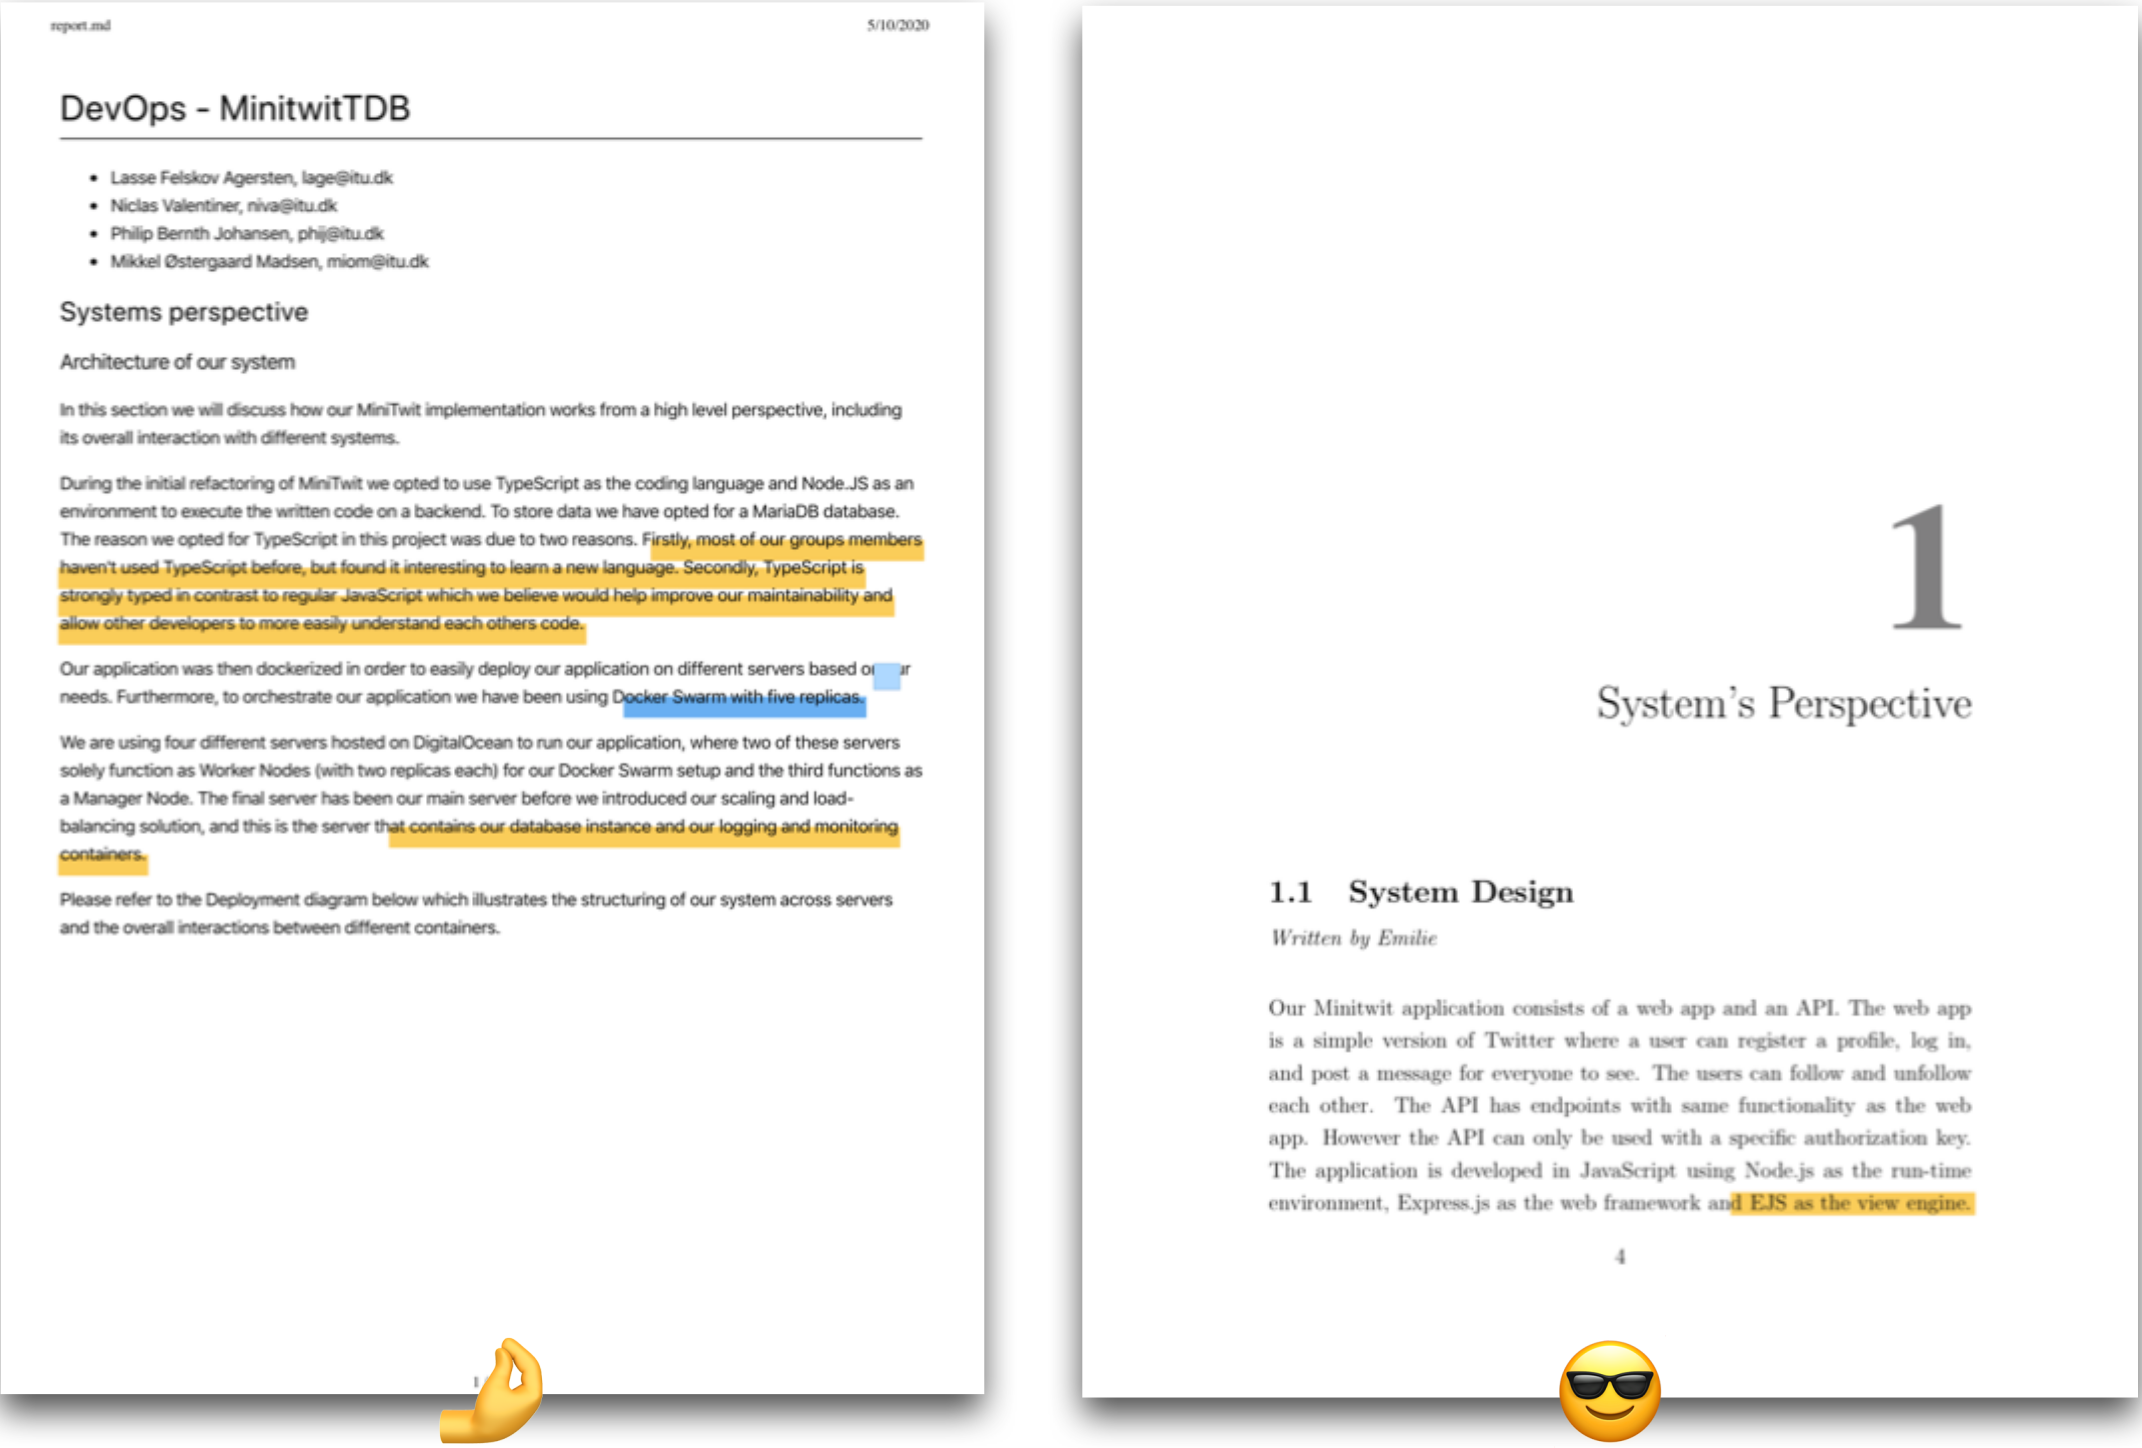 report.md 5/10/2020
DevOps - MinitwitTDB
• Lasse Felskov Agersten, lage@itu.dk
• Niclas Valentiner, niva@itu.dk
• Philip Bernth Johansen, phij@itu.dk
• Mikkel Østergaard Madsen, miom@itu.dk
Systems perspective
Architecture of our system
In this section we will discuss how our MiniTwit implementation works from a high level perspective, including
its overall interaction with different systems.
During the initial refactoring of MiniTwit we opted to use TypeScript as the coding language and Node.JS as an
environment to execute the written code on a backend. To store data we have opted for a MariaDB database.
The reason we opted for TypeScript in this project was due to two reasons. Firstly, most of our groups members
haven't used TypeScript before, but found it interesting to learn a new language. Secondly, TypeScript is
strongly typed in contrast to regular JavaScript which we believe would help improve our maintainability and
allow other developers to more easily understand each others code.
Our application was then dockerized in order to easily deploy our application on different servers based
needs. Furthermore, to orchestrate our application we have been using Docker Swarm with five replicas.
We are using four different servers hosted on DigitalOcean to run our application, where two of these servers
solely function as Worker Nodes (with two replicas each) for our Docker Swarm setup and the third functions as
a Manager Node. The final server has been our main server before we introduced our scaling and load-
balancing solution, and this is the server that contains our database instance and our logging and monitoring
containers.
Please refer to the Deployment diagram below which illustrates the structuring of our system across servers
and the overall interactions between different containers.
1
1
System's Perspective
1.1 System Design
Written by Emilie
Our Minitwit application consists of a web app and an API. The web app
is a simple version of Twitter where a user can register a profile, log in,
and post a message for everyone to see. The users can follow and unfollow
each other. The API has endpoints with same functionality as the web
app. However the API can only be used with a specific authorization key.
The application is developed in JavaScript using Node.js as the run-time
environment, Express.js as the web framework and EJS as the view engine.
4